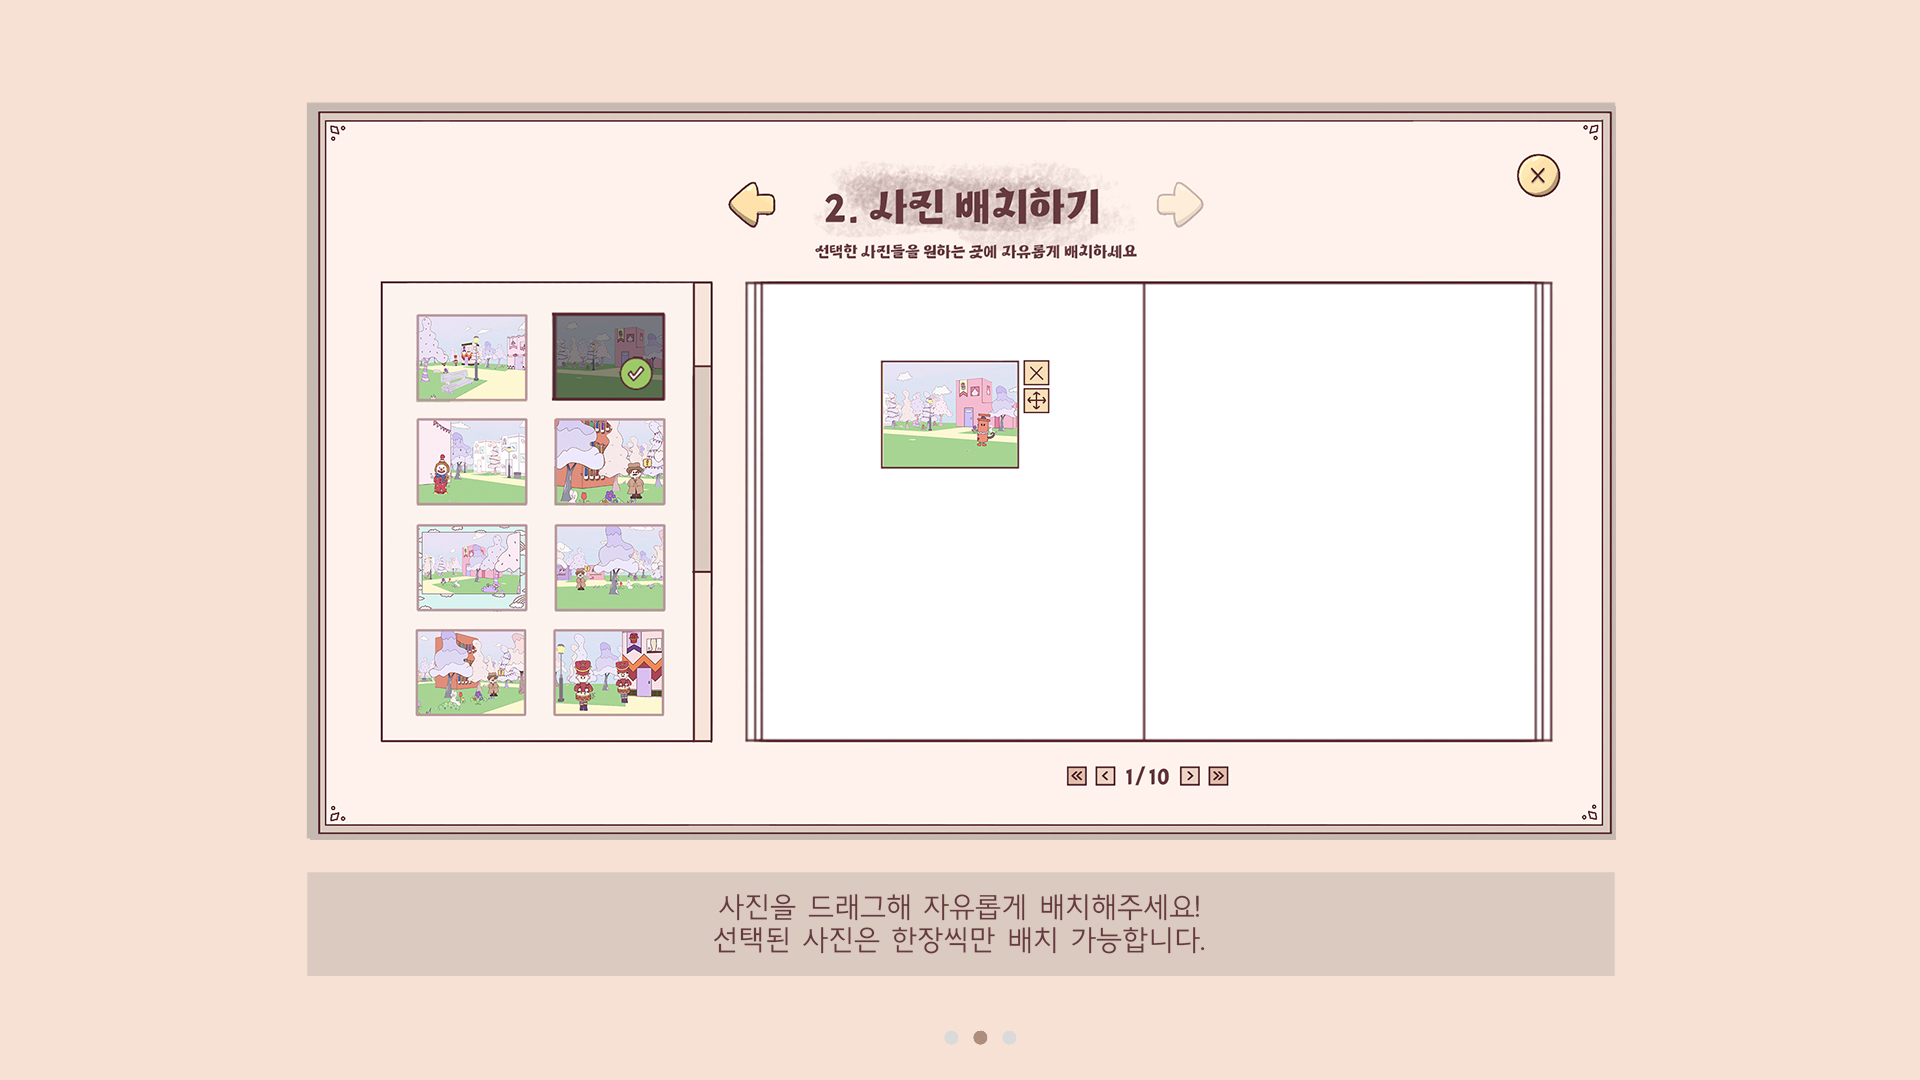 2. 사진 배치하기
선택한 사진들을 원하는 곳에 자유롭게 배치하세요
1/10
사진을 드래그해 자유롭게 배치해주세요!
선택된 사진은 한장씩만 배치 가능합니다.